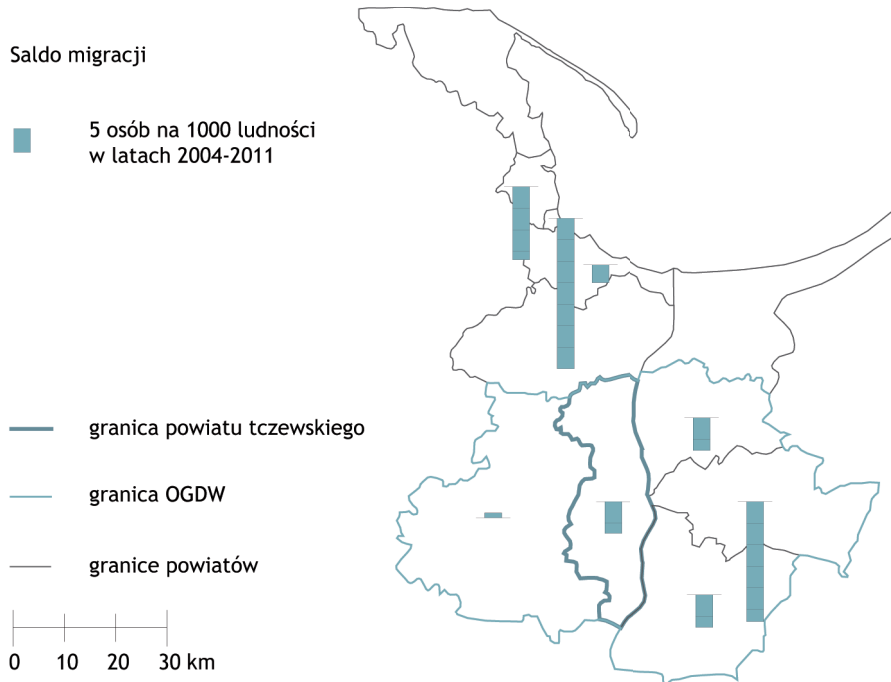 Saldo migracji
5 osób na 1000 ludności
w latach 2004-2011
granica powiatu tczewskiego
granica OGDW
granice powiatów
0 10 20 30 km